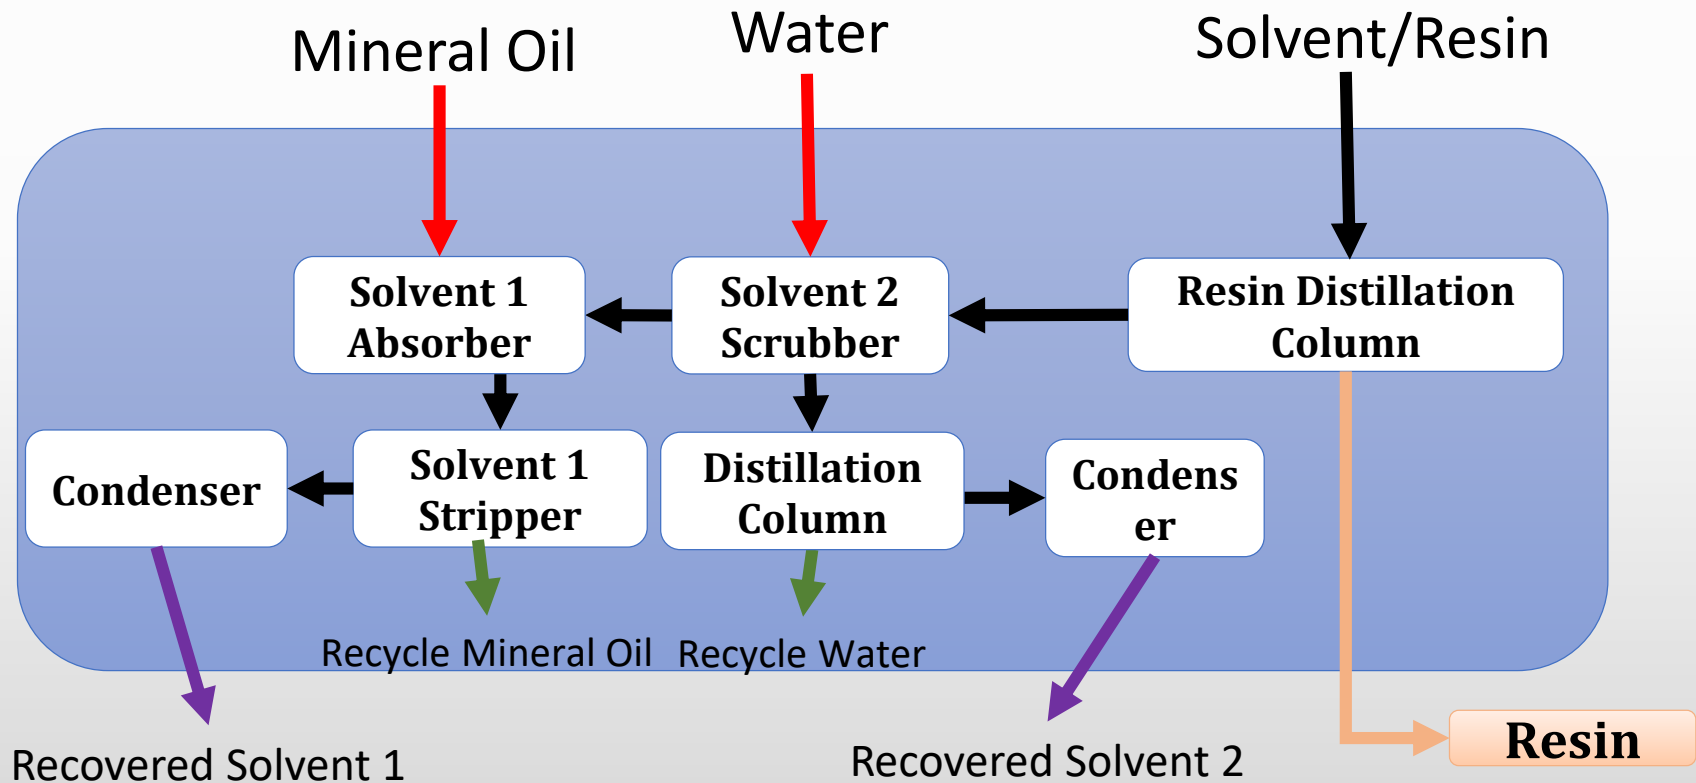 Mineral Oil
Water
Solvent/Resin
Solvent 1
Absorber
Solvent 2
Scrubber
Resin Distillation
Column
Condenser
Solvent 1
Stripper
Distillation
Column
Condens
er
Recycle Mineral Oil
Recycle Water
Recovered Solvent 1
Recovered Solvent 2
Resin